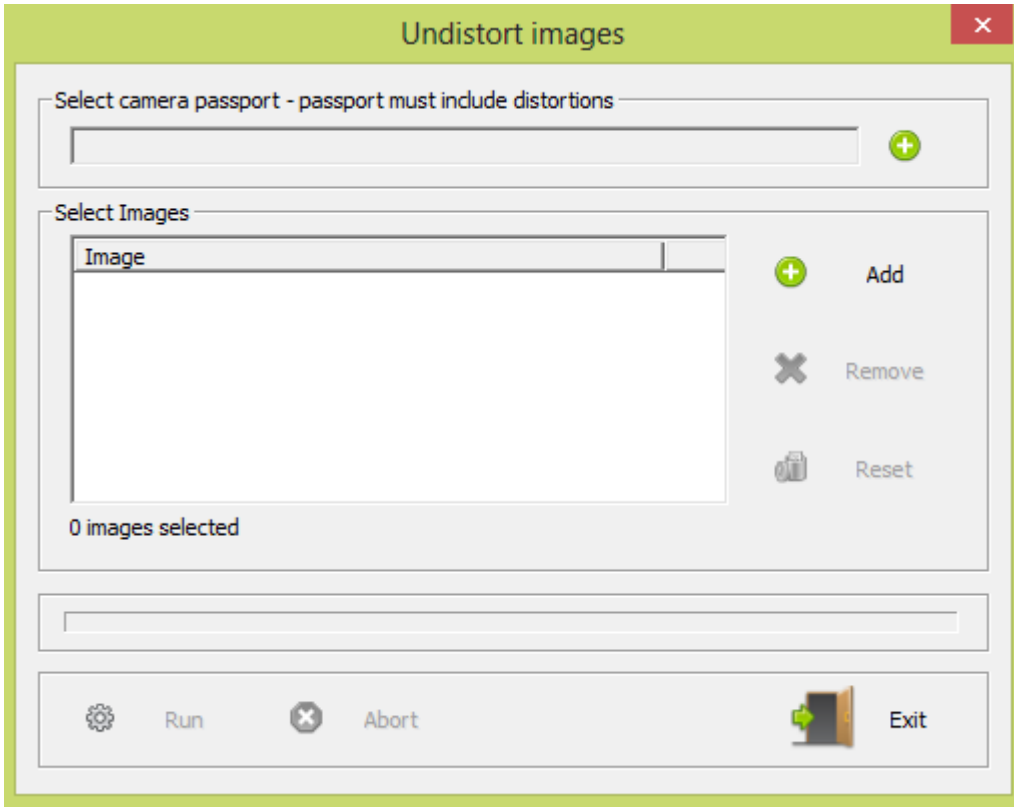 Undistort images
Select camera passport - passport must include distortions
Select Images
Image
Add
Remove
Reset
0 images selected
Run Abort Exit